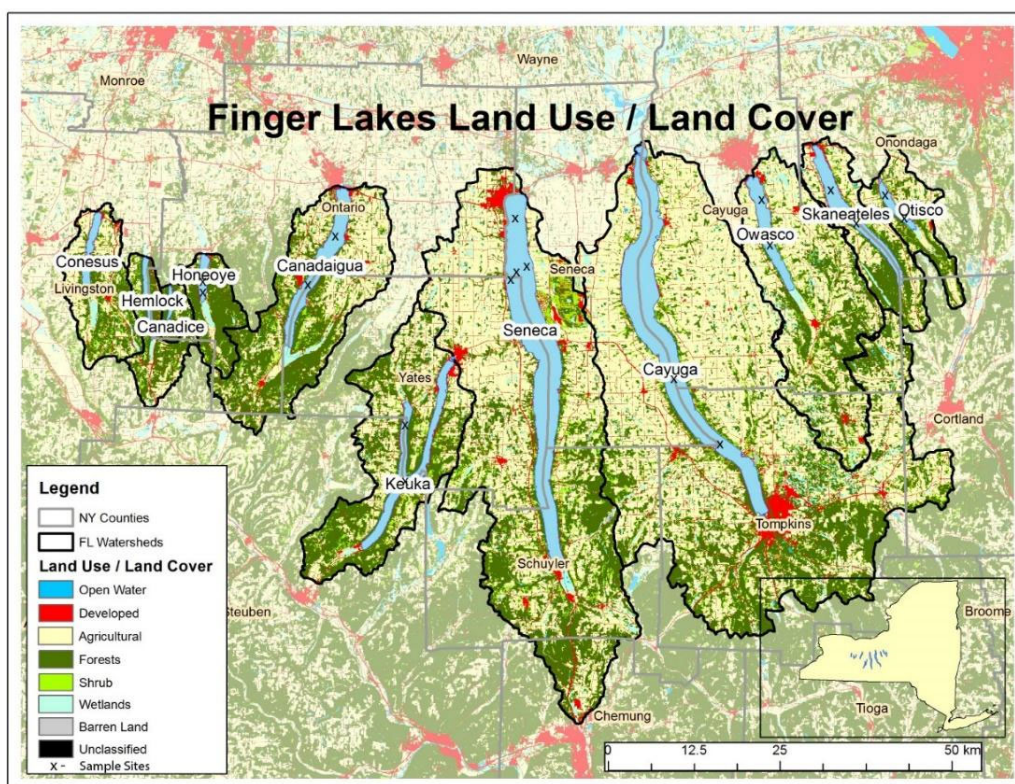 Wayne
Monroe
Finger Lakes Land Use / Land Cover
Onondaga
Ontario
Cayuga
Skaneateles
Otisco
Owasco
Conesus
Honeoye
Canadaigua
Livingston
Hemlock
Canadice
Seneca
Seneca
Cayuga
Yates
Cortland
Keuka
Tompkins
Schuyler
Steuben
Broome
Tioga
Chemung
Legend
NY Counties
FL Watersheds
Land Use / Land Cover
Open Water
Developed
Agricultural
Forests
Shrub
Wetlands
Barren Land
Unclassified
x - Sample Sites
0 12.5 25 50 km